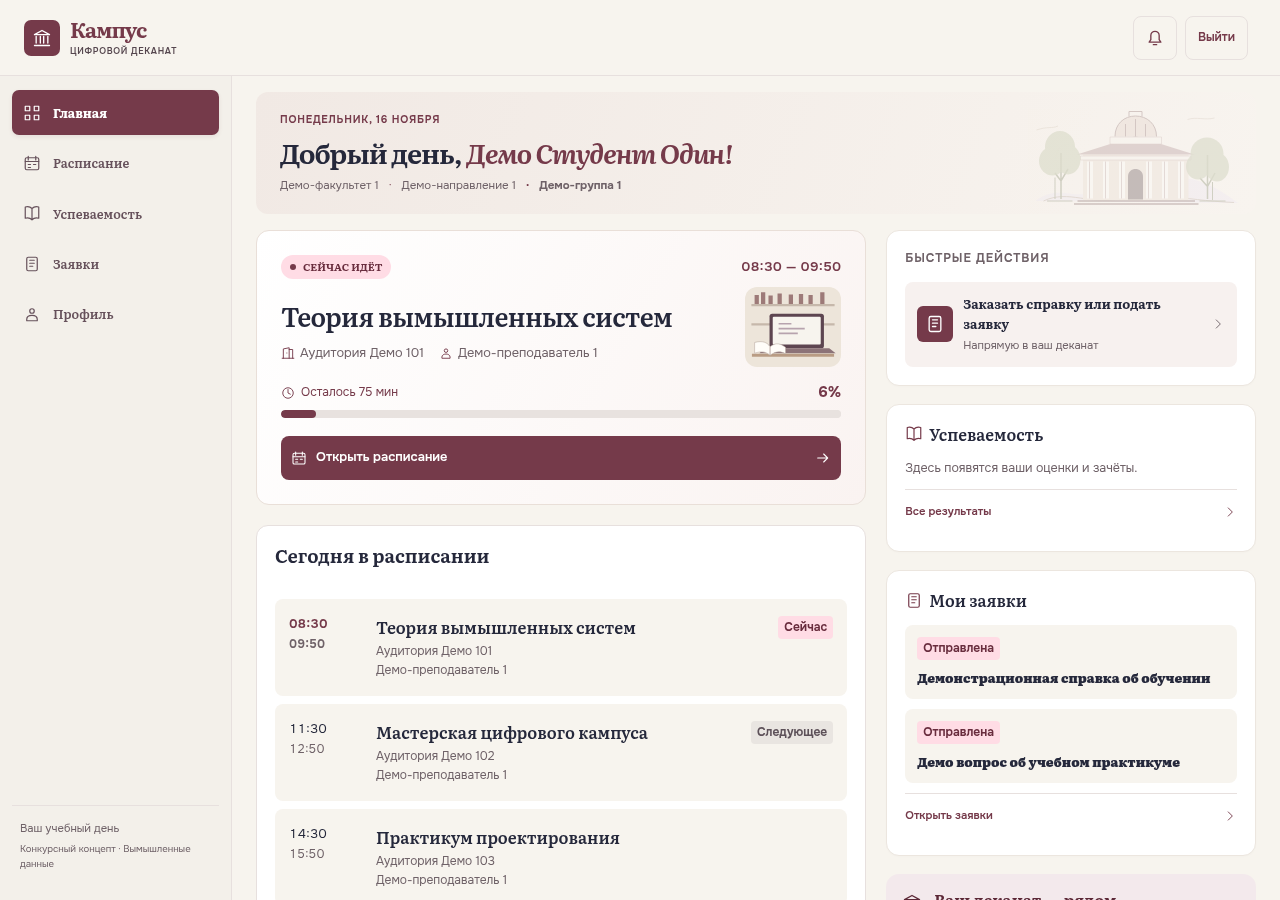 Кампус
ЦИФРОВОЙ ДЕКАНАТ
Выйти
Главная
Расписание
Успеваемость
Заявки
Профиль
Ваш учебный день
Конкурсный концепт · Вымышленные
данные
ПОНЕДЕЛЬНИК, 16 НОЯБРЯ
Добрый день, Демо Студент Один!
Демо-факультет 1 · Демо-направление 1 · Демо-группа 1
СЕЙЧАС ИДЁТ
08:30 — 09:50
Теория вымышленных систем
Аудитория Демо 101 Демо-преподаватель 1
Осталось 75 мин
6%
Открыть расписание
Сегодня в расписании
08:30
09:50
Теория вымышленных систем
Аудитория Демо 101
Демо-преподаватель 1
Сейчас
11:30
12:50
Мастерская цифрового кампуса
Аудитория Демо 102
Демо-преподаватель 1
Следующее
14:30
15:50
Практикум проектирования
Аудитория Демо 103
Демо-преподаватель 1
БЫСТРЫЕ ДЕЙСТВИЯ
Заказать справку или подать
заявку
Напрямую в ваш деканат
Успеваемость
Здесь появятся ваши оценки и зачёты.
Все результаты
Мои заявки
Отправлена
Демонстрационная справка об обучении
Отправлена
Демо вопрос об учебном практикуме
Открыть заявки
Ваш деканат — рядом